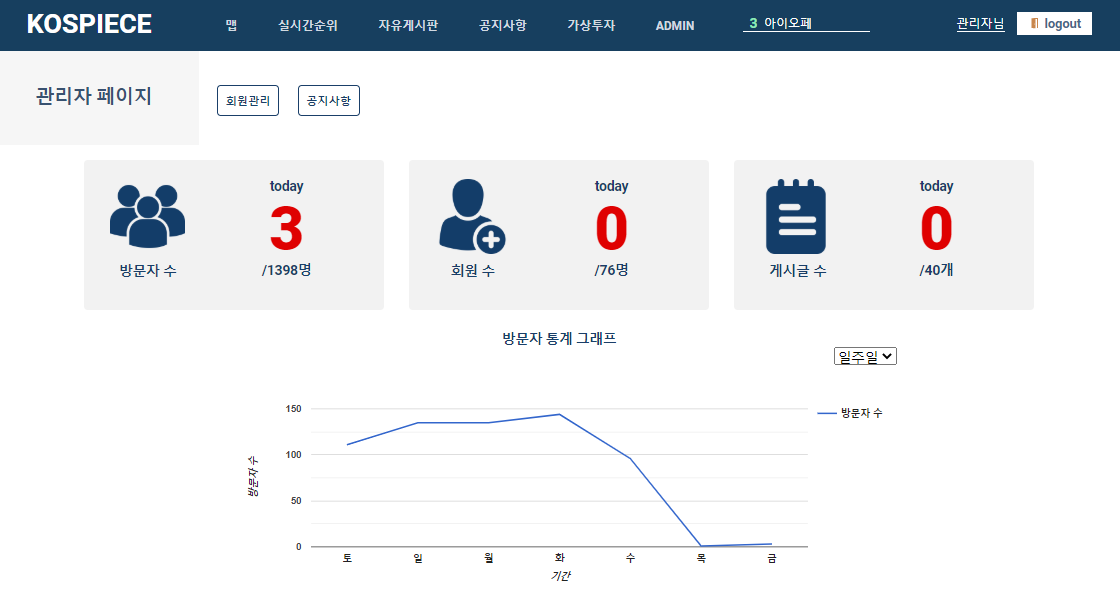 KOSPIECE 맵 실시간순위 자유게시판 공지사항 가상투자 ADMIN 3 아이오페 관리자님 logout
관리자 페이지 회원관리 공지사항
today today today
3 0 0
방문자 수 /1398명 회원 수 /76명 게시글 수 /40개
방문자 통계 그래프
일주일
150 방문자 수
100
방문자 수
50
0
토 일 월 화 수 목 금
기간